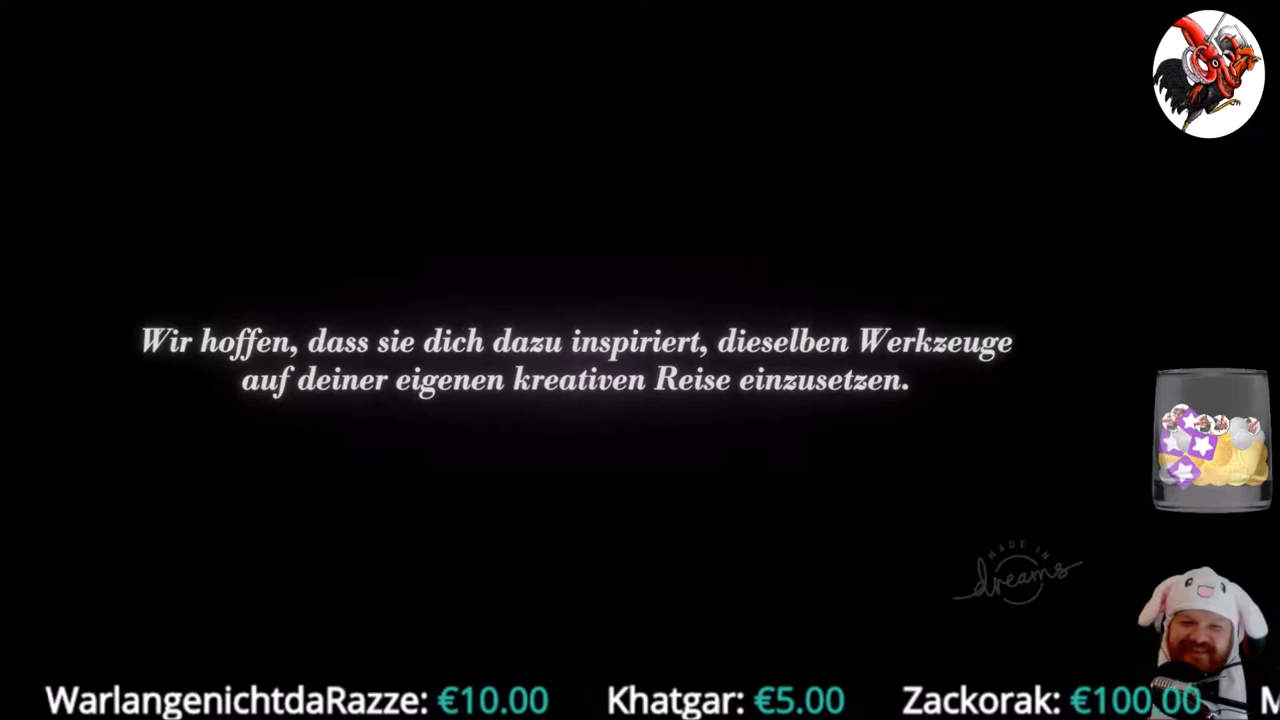 Wir hoffen, dass sie dich dazu inspiriert, dieselben Werkzeuge
auf deiner eigenen kreativen Reise einzusetzen.
MADE IN
dreams
WarlangenichtdaRazze: €10.00 Khatgar: €5.00 Zackorak: €100.00 M